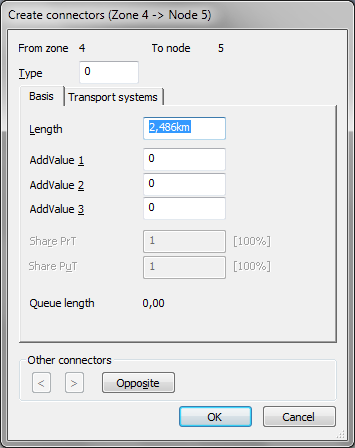 Create connectors (Zone 4 -> Node 5)
From zone 4 To node 5
Type 0
Basis Transport systems
Length 2,486km
AddValue 1 0
AddValue 2 0
AddValue 3 0
Share PrT 1 [100%]
Share PuT 1 [100%]
Queue length 0,00
Other connectors
< > Opposite
OK Cancel